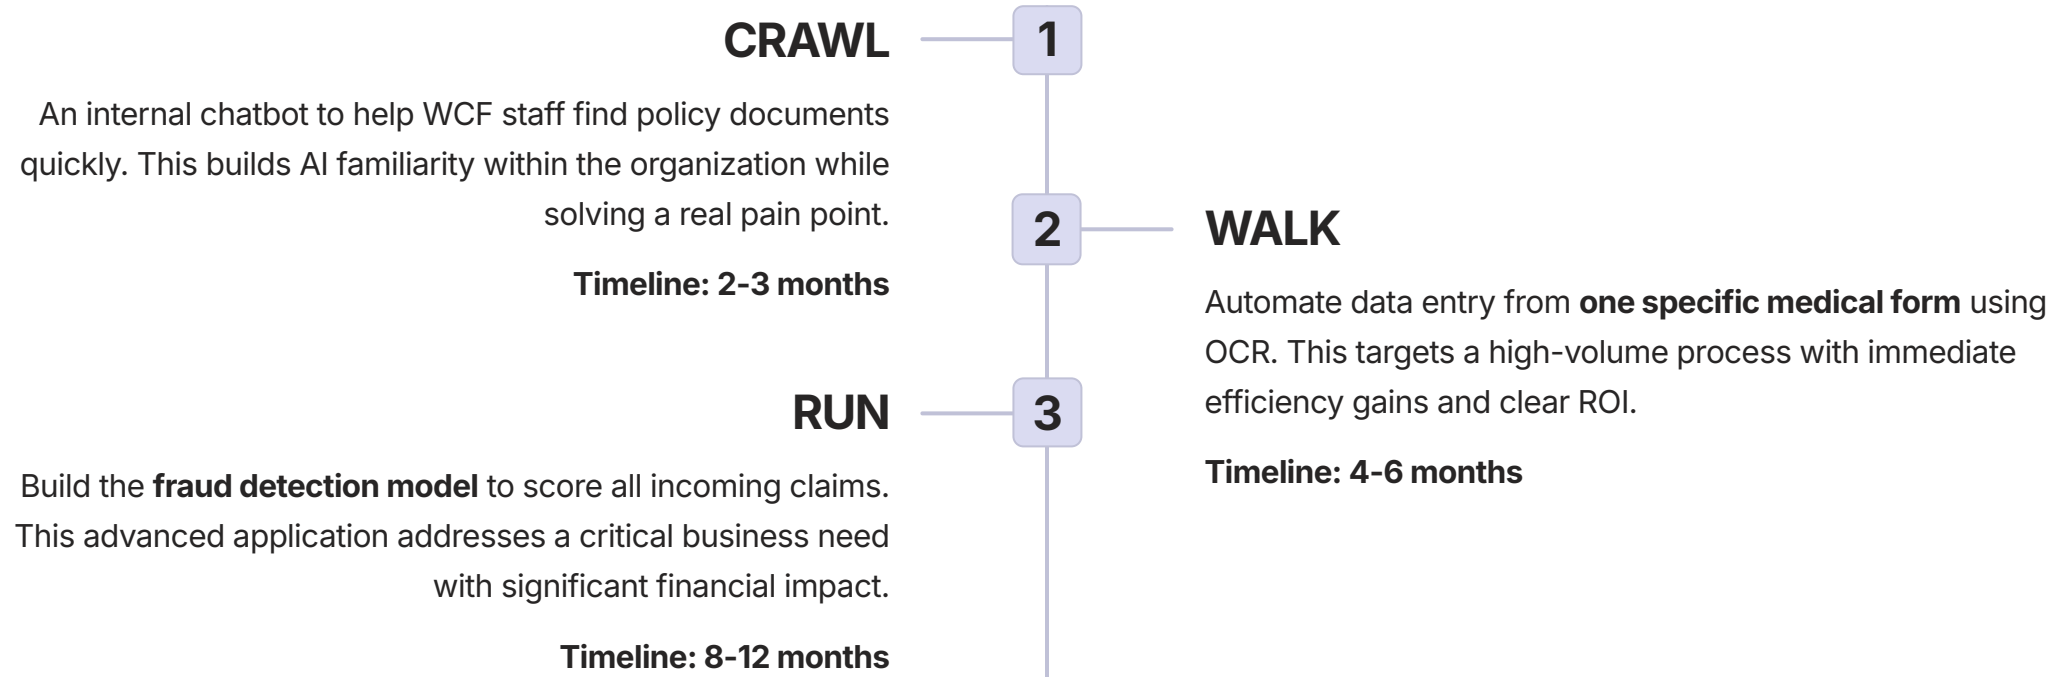 CRAWL
1
An internal chatbot to help WCF staff find policy documents
quickly. This builds AI familiarity within the organization while
solving a real pain point.
Timeline: 2-3 months
2
WALK
Automate data entry from one specific medical form using
OCR. This targets a high-volume process with immediate
efficiency gains and clear ROI.
Timeline: 4-6 months
RUN
3
Build the fraud detection model to score all incoming claims.
This advanced application addresses a critical business need
with significant financial impact.
Timeline: 8-12 months